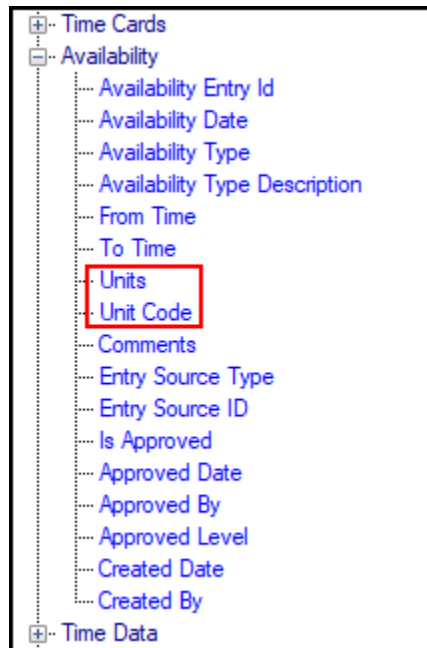 Time Cards
Availability
Availability Entry Id
Availability Date
Availability Type
Availability Type Description
From Time
To Time
Units
Unit Code
Comments
Entry Source Type
Entry Source ID
Is Approved
Approved Date
Approved By
Approved Level
Created Date
Created By
Time Data